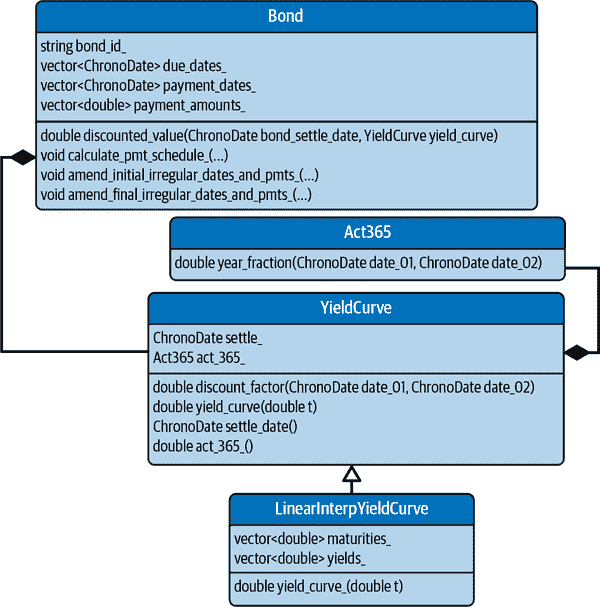 Bond
string bond_id_
vector<ChronoDate> due_dates_
vector<ChronoDate> payment_dates_
vector<double> payment_amounts_
double discounted_value(ChronoDate bond_settle_date, YieldCurve yield_curve)
void calculate_pmt_schedule_(...)
void amend_initial_irregular_dates_and_pmts_(...)
void amend_final_irregular_dates_and_pmts_(...)
Act365
double year_fraction(ChronoDate date_01, ChronoDate date_02)
YieldCurve
ChronoDate settle_
Act365 act_365_
double discount_factor(ChronoDate date_01, ChronoDate date_02)
double yield_curve(double t)
ChronoDate settle_date()
double act_365_()
LinearInterpYieldCurve
vector<double> maturities_
vector<double> yields_
double yield_curve_(double t)